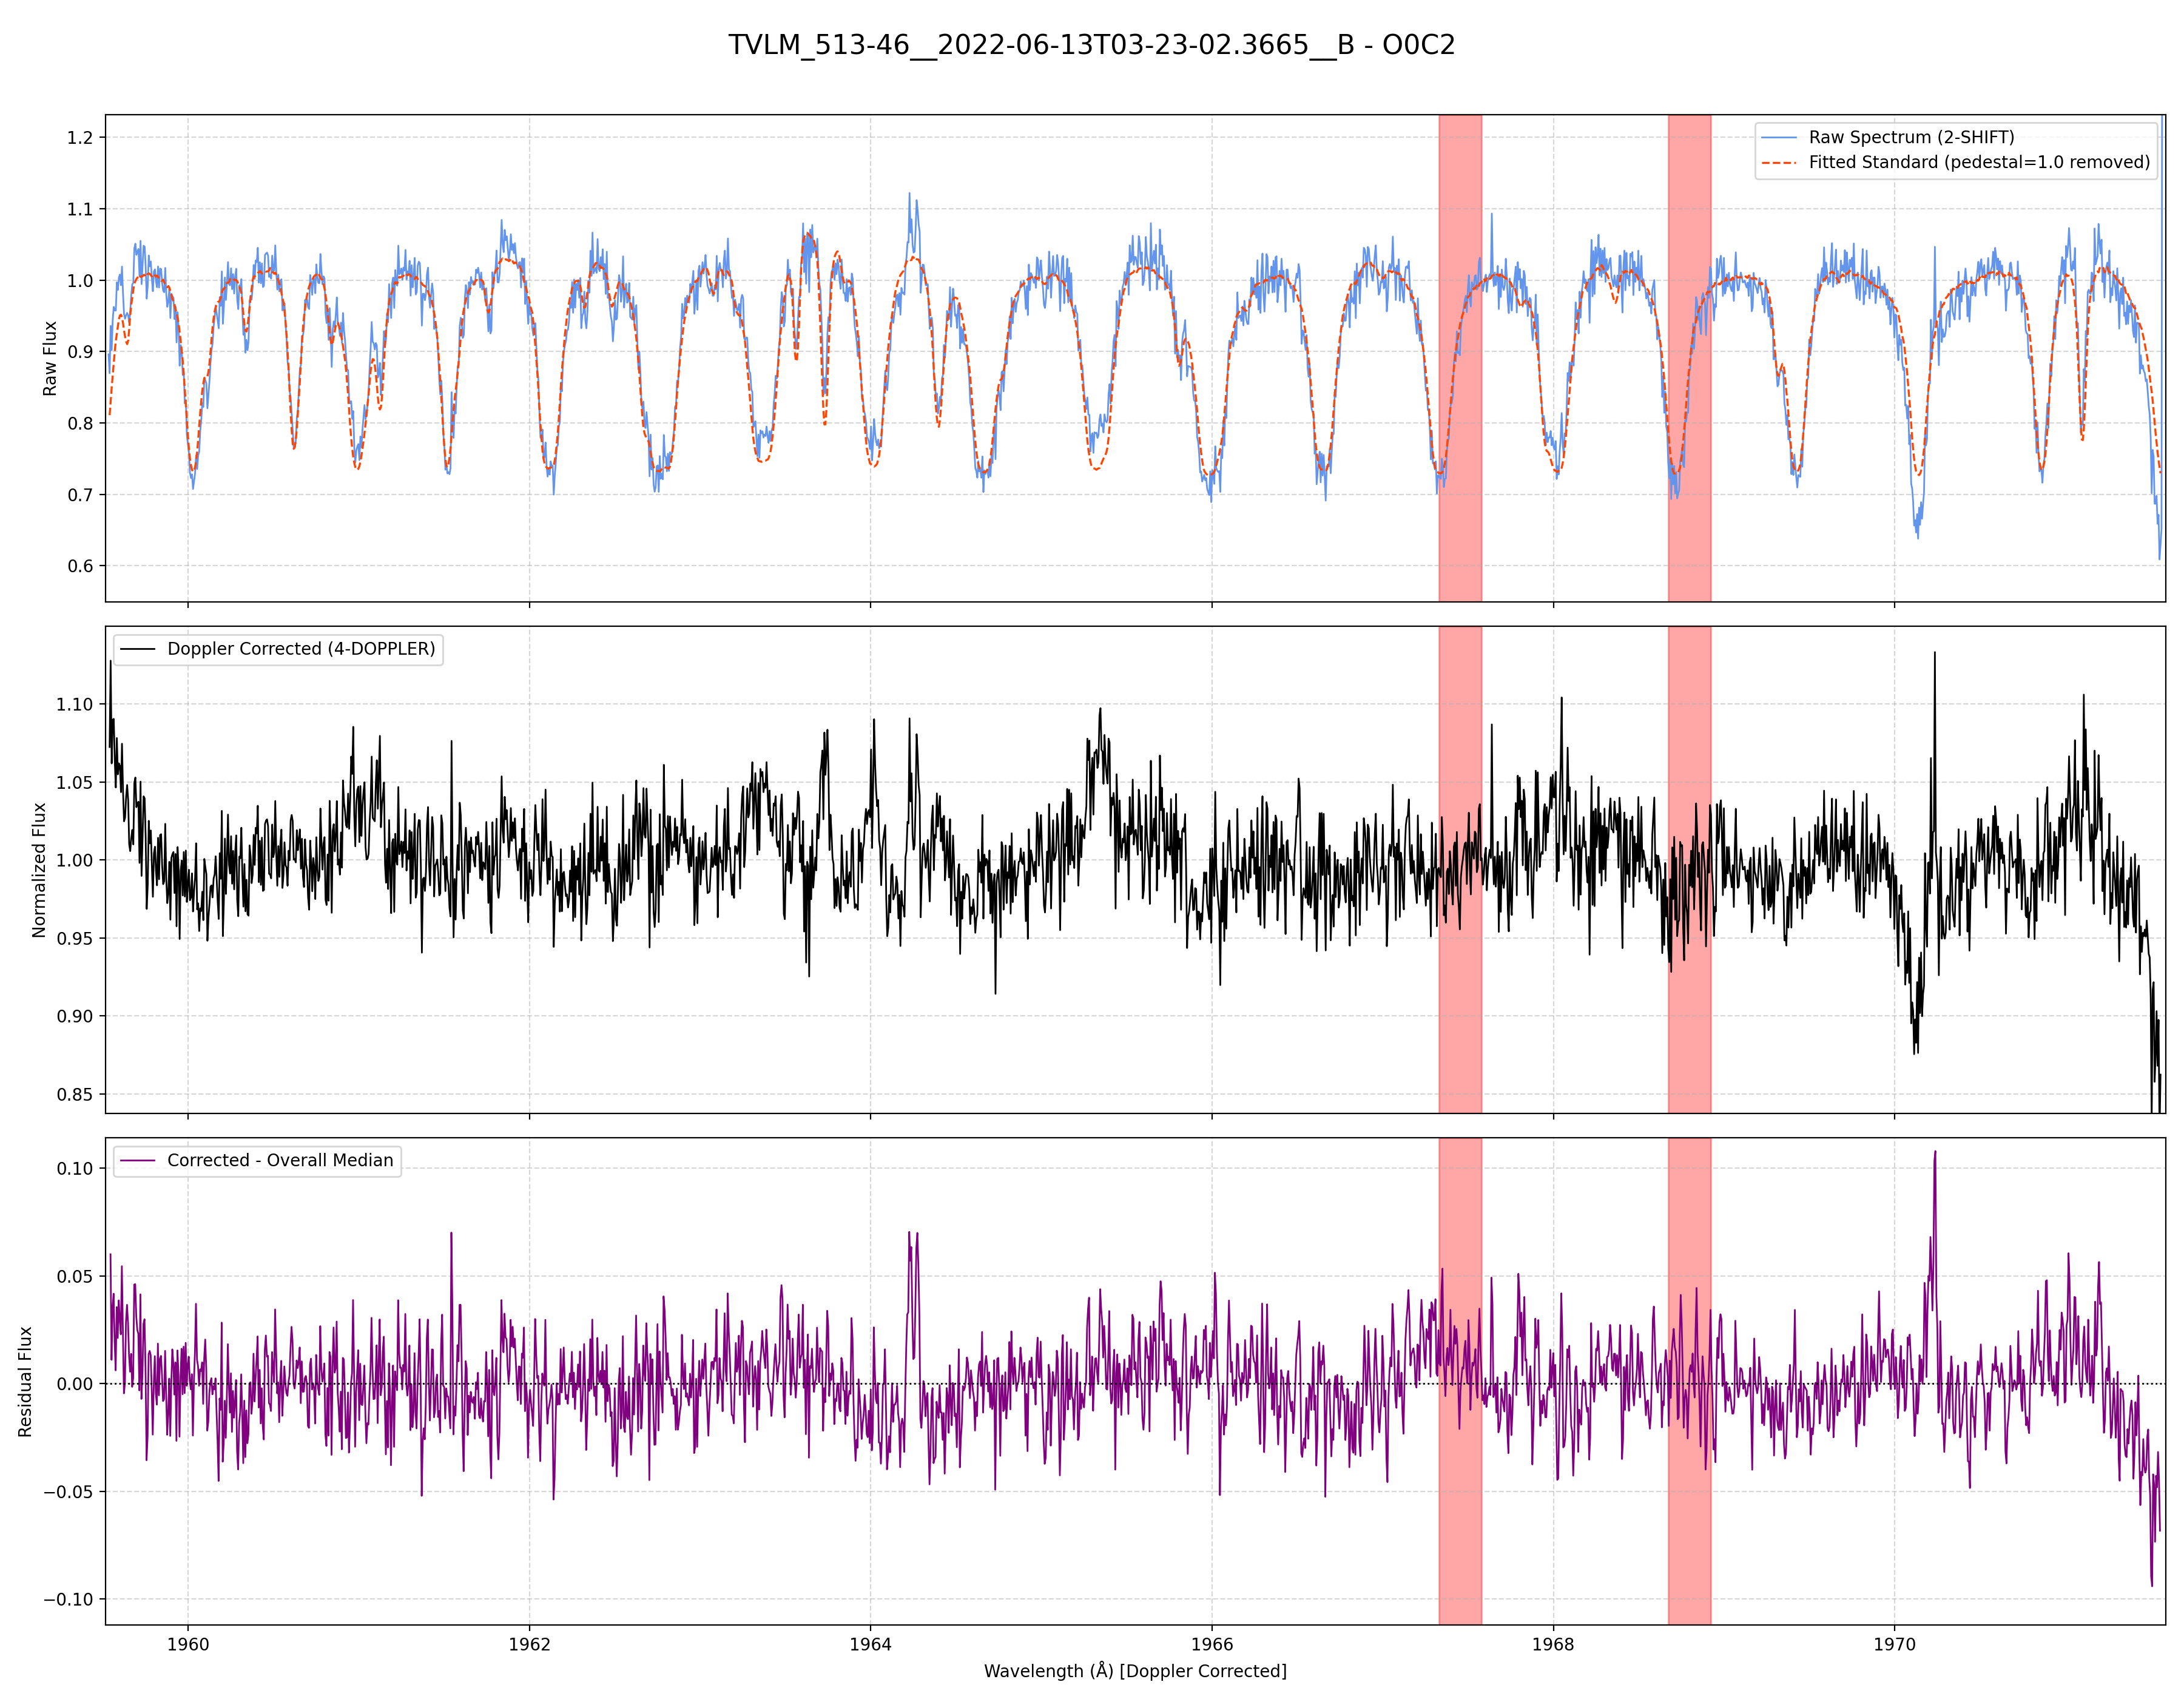 TVLM_513-46__2022-06-13T03-23-02.3665__B - O0C2
Raw Flux
1.2
1.1
1.0
0.9
0.8
0.7
0.6
Raw Spectrum (2-SHIFT)
Fitted Standard (pedestal=1.0 removed)
Normalized Flux
1.10
1.05
1.00
0.95
0.90
0.85
Doppler Corrected (4-DOPPLER)
Residual Flux
0.10
0.05
0.00
−0.05
−0.10
Corrected - Overall Median
1960
1962
1964
1966
1968
1970
Wavelength (Å) [Doppler Corrected]